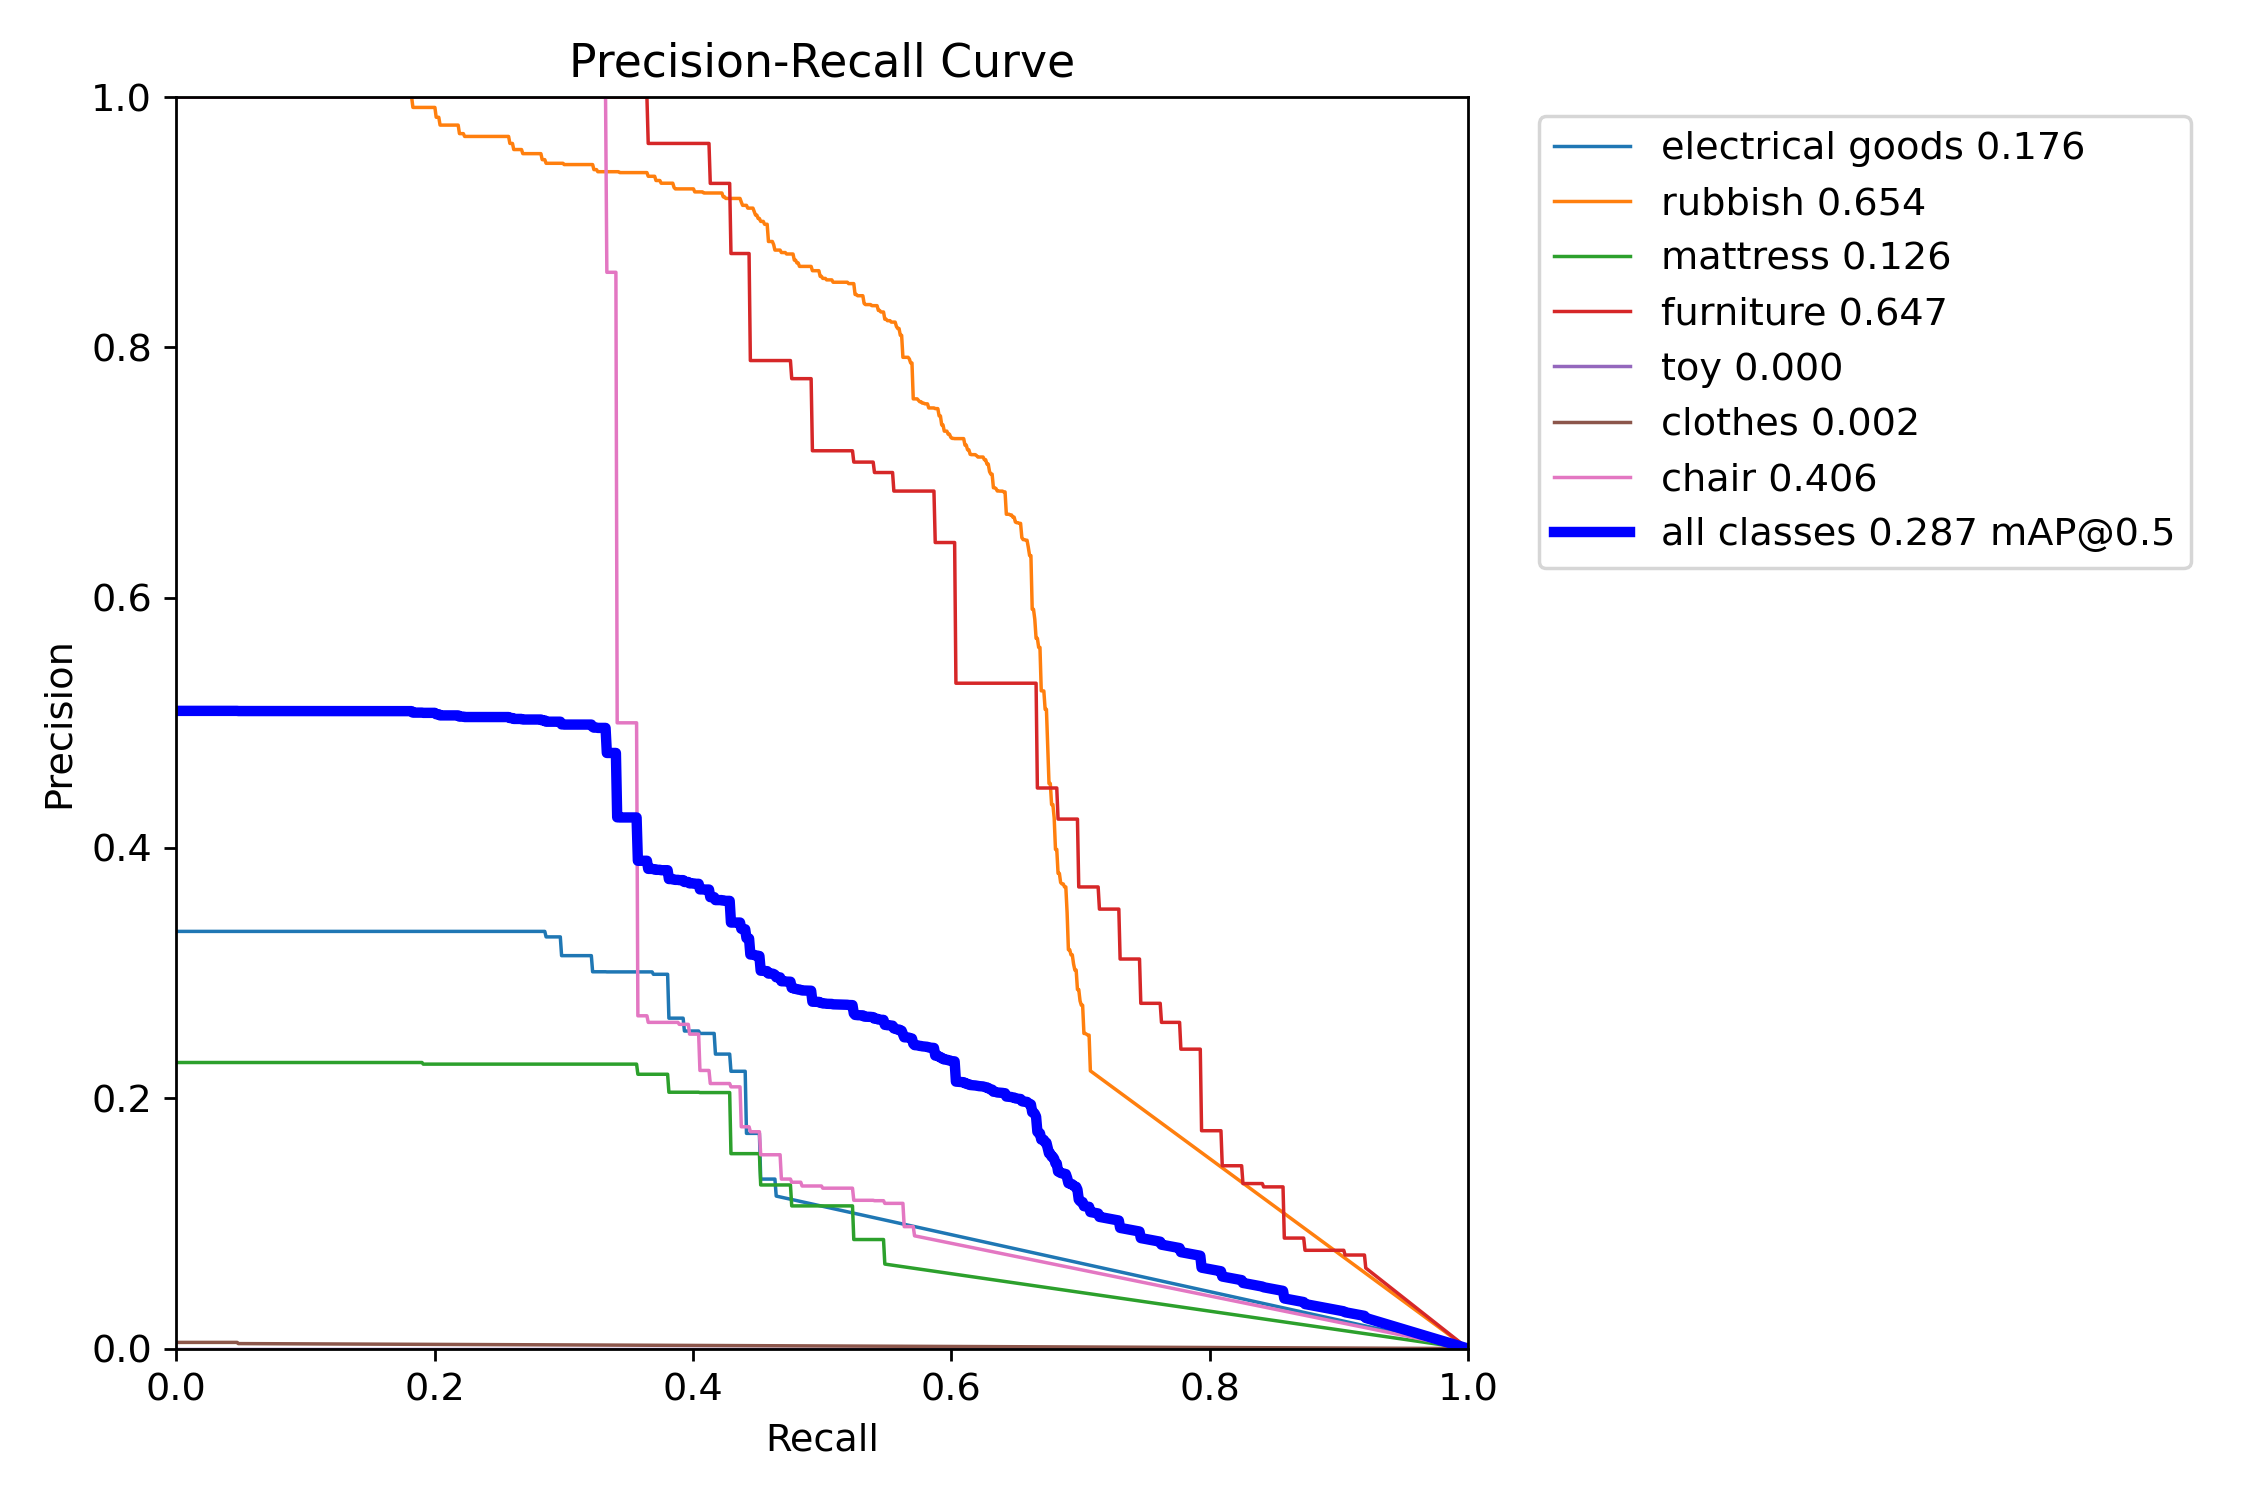 Precision-Recall Curve
1.0
0.8
0.6
0.4
0.2
0.0
Precision
0.0 0.2 0.4 0.6 0.8 1.0
Recall
electrical goods 0.176
rubbish 0.654
mattress 0.126
furniture 0.647
toy 0.000
clothes 0.002
chair 0.406
all classes 0.287 mAP@0.5